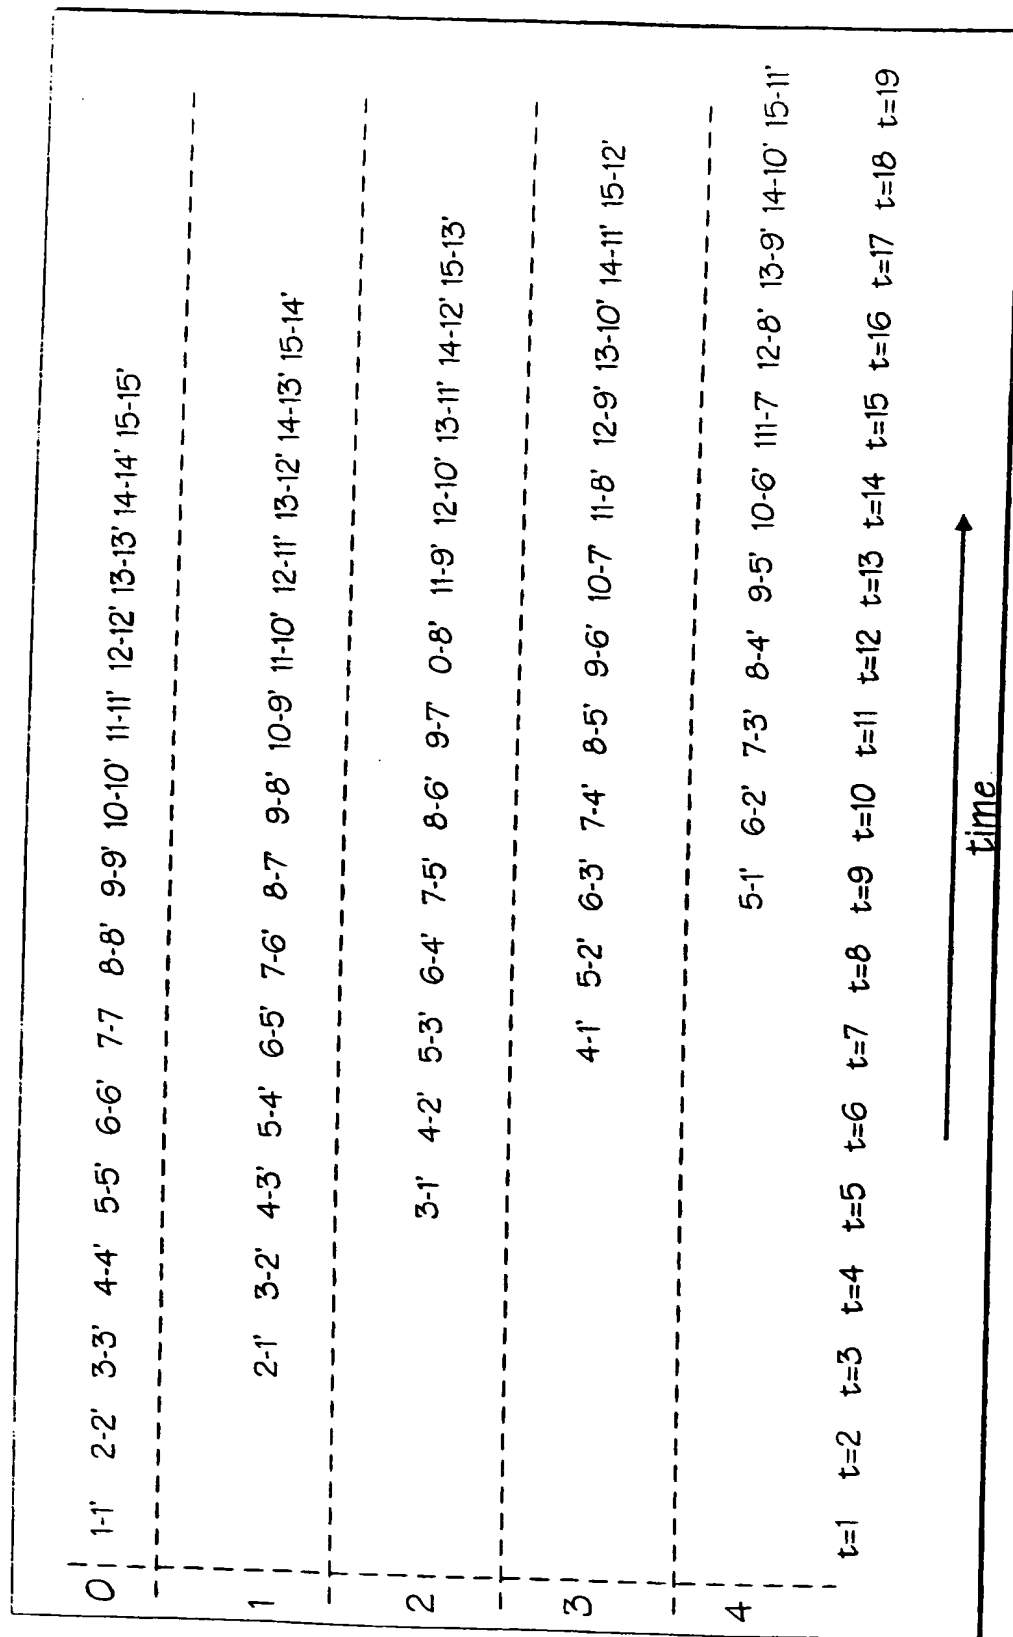 0 1-1' 2-2' 3-3' 4-4' 5-5' 6-6' 7-7 8-8' 9-9' 10-10' 11-11' 12-12' 13-13' 14-14' 15-15'
1 2-1' 3-2' 4-3' 5-4' 6-5' 7-6' 8-7' 9-8' 10-9' 11-10' 12-11' 13-12' 14-13' 15-14'
2 3-1' 4-2' 5-3' 6-4' 7-5' 8-6' 9-7 0-8' 11-9' 12-10' 13-11' 14-12' 15-13'
3 4-1' 5-2' 6-3' 7-4' 8-5' 9-6' 10-7 11-8' 12-9' 13-10' 14-11' 15-12'
4 5-1' 6-2' 7-3' 8-4' 9-5' 10-6' 111-7' 12-8' 13-9' 14-10' 15-11'
t=1 t=2 t=3 t=4 t=5 t=6 t=7 t=8 t=9 t=10 t=11 t=12 t=13 t=14 t=15 t=16 t=17 t=18 t=19
time